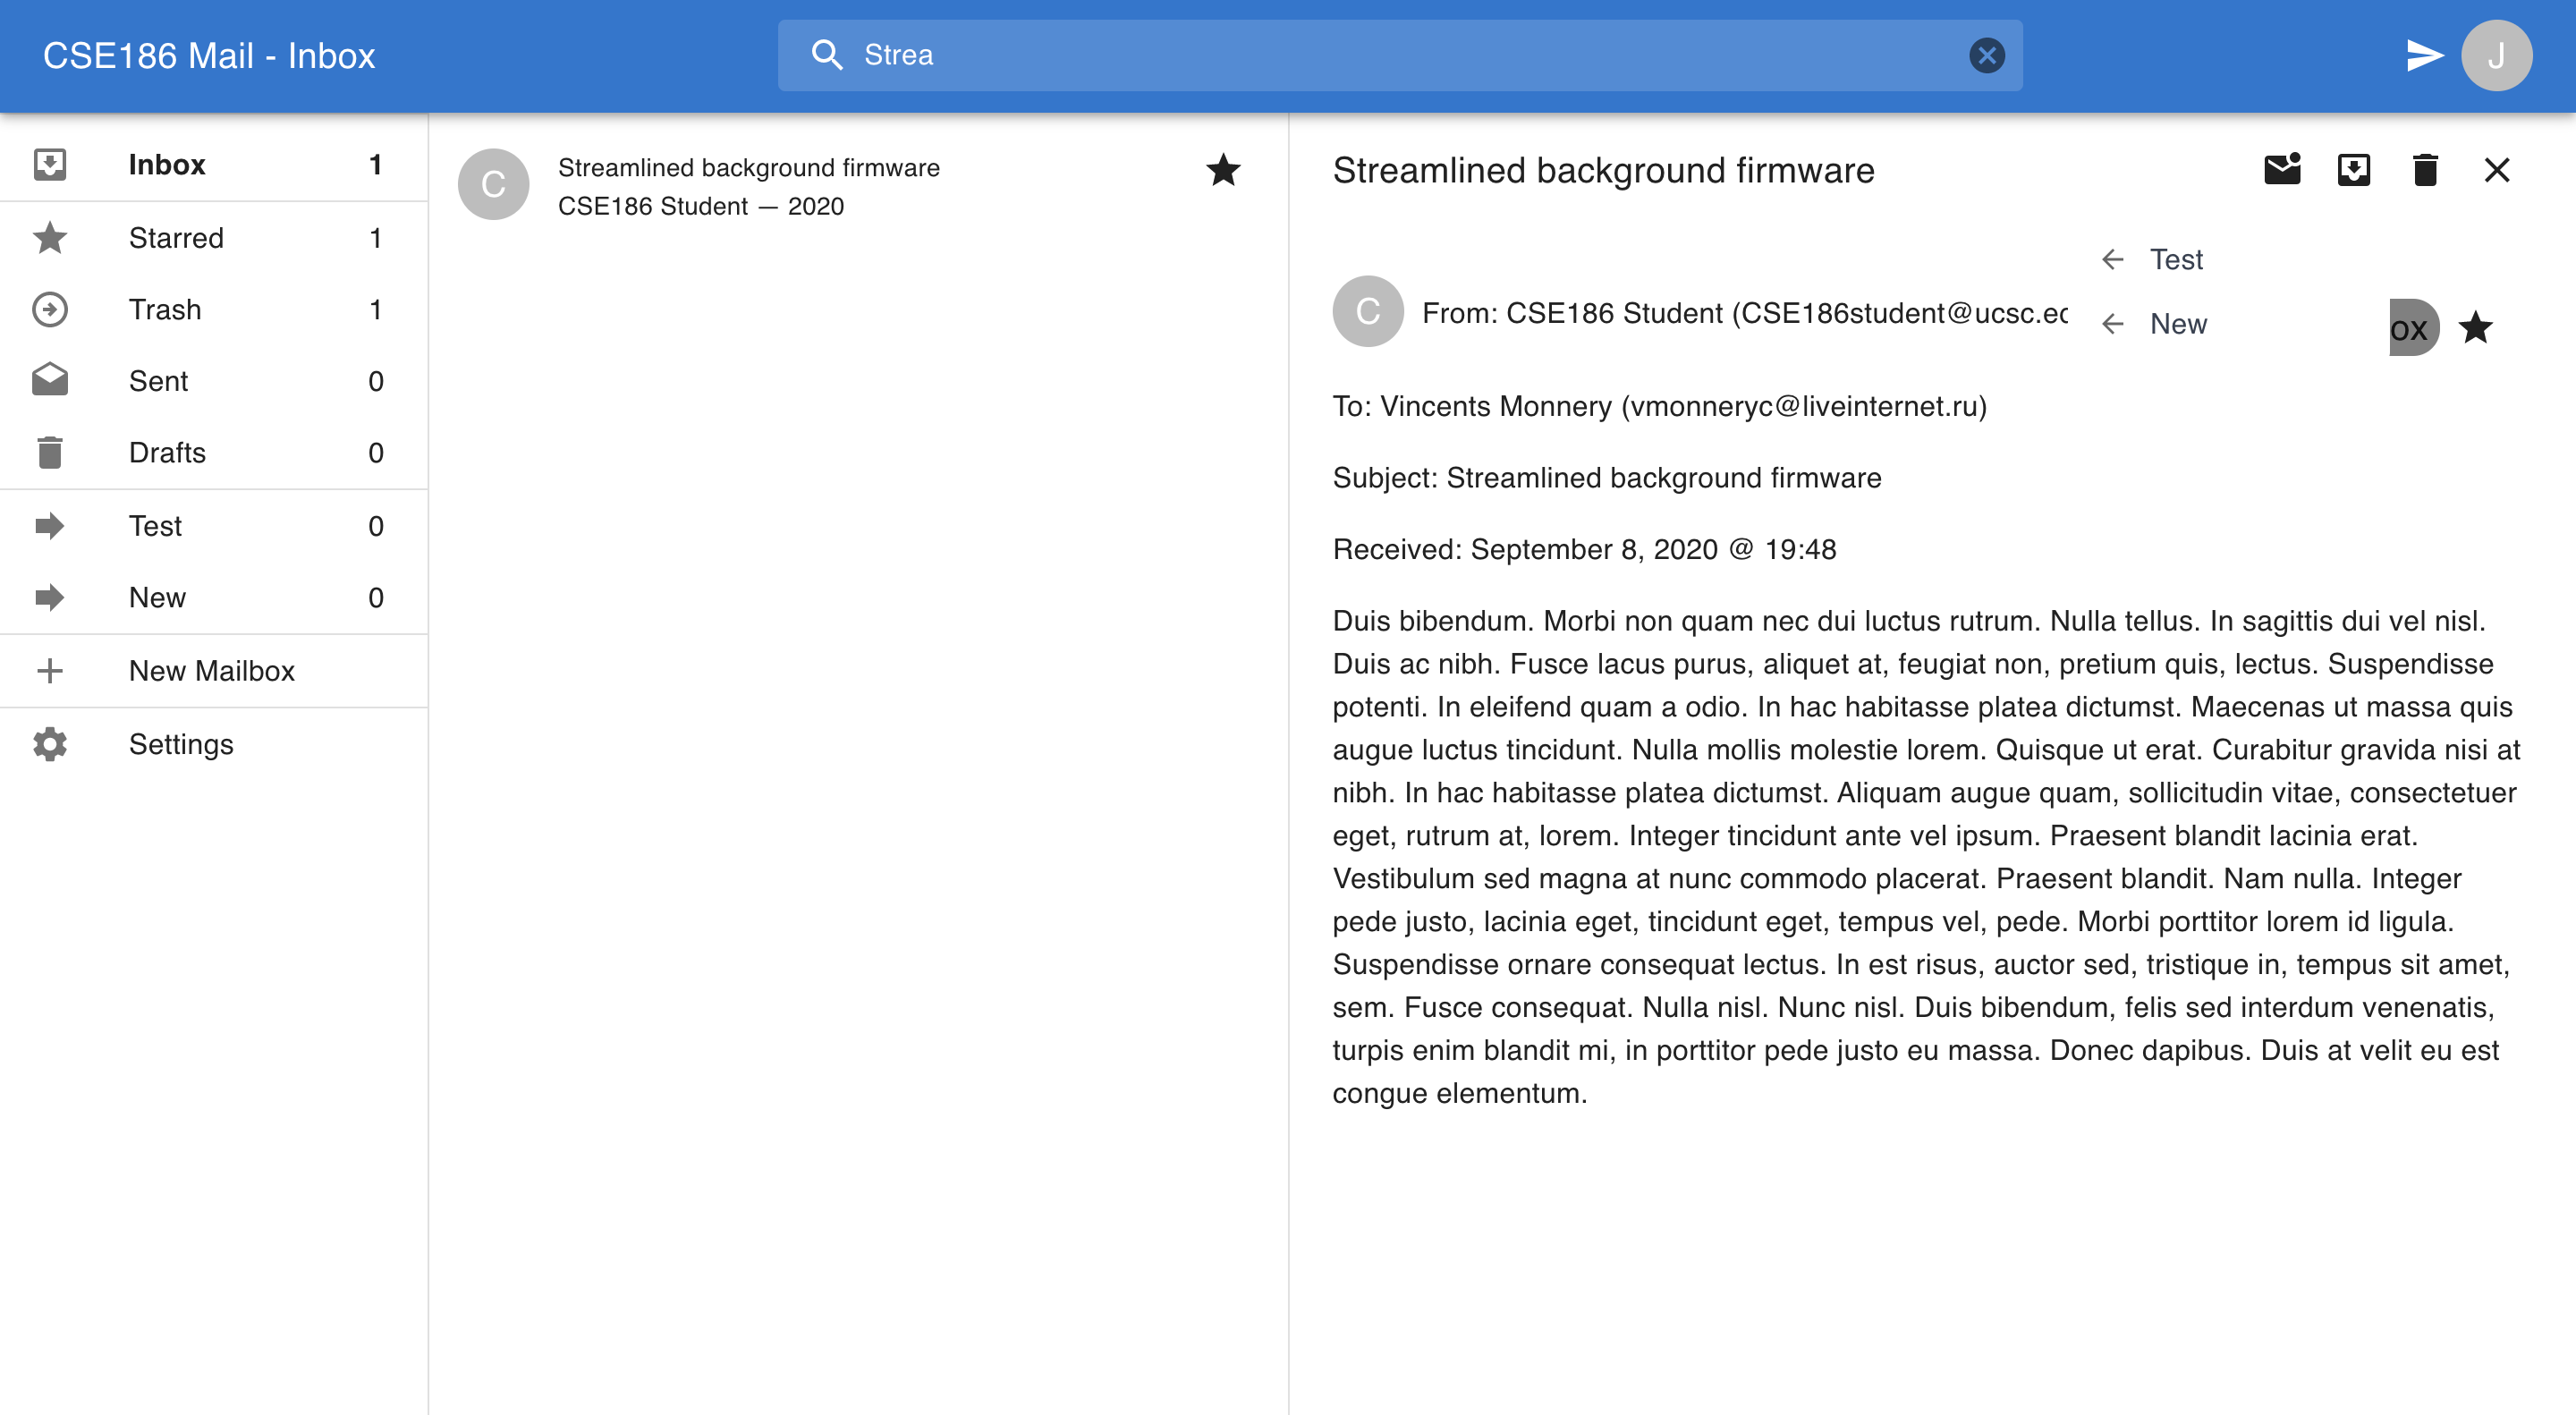 CSE186 Mail - Inbox
Strea
J
Inbox 1
Starred 1
Trash 1
Sent 0
Drafts 0
Test 0
New 0
New Mailbox
Settings
C
Streamlined background firmware
CSE186 Student — 2020
Streamlined background firmware
Test
New
C
From: CSE186 Student (CSE186student@ucsc.ec
ox
To: Vincents Monnery (vmonneryc@liveinternet.ru)
Subject: Streamlined background firmware
Received: September 8, 2020 @ 19:48
Duis bibendum. Morbi non quam nec dui luctus rutrum. Nulla tellus. In sagittis dui vel nisl.
Duis ac nibh. Fusce lacus purus, aliquet at, feugiat non, pretium quis, lectus. Suspendisse
potenti. In eleifend quam a odio. In hac habitasse platea dictumst. Maecenas ut massa quis
augue luctus tincidunt. Nulla mollis molestie lorem. Quisque ut erat. Curabitur gravida nisi at
nibh. In hac habitasse platea dictumst. Aliquam augue quam, sollicitudin vitae, consectetuer
eget, rutrum at, lorem. Integer tincidunt ante vel ipsum. Praesent blandit lacinia erat.
Vestibulum sed magna at nunc commodo placerat. Praesent blandit. Nam nulla. Integer
pede justo, lacinia eget, tincidunt eget, tempus vel, pede. Morbi porttitor lorem id ligula.
Suspendisse ornare consequat lectus. In est risus, auctor sed, tristique in, tempus sit amet,
sem. Fusce consequat. Nulla nisl. Nunc nisl. Duis bibendum, felis sed interdum venenatis,
turpis enim blandit mi, in porttitor pede justo eu massa. Donec dapibus. Duis at velit eu est
congue elementum.